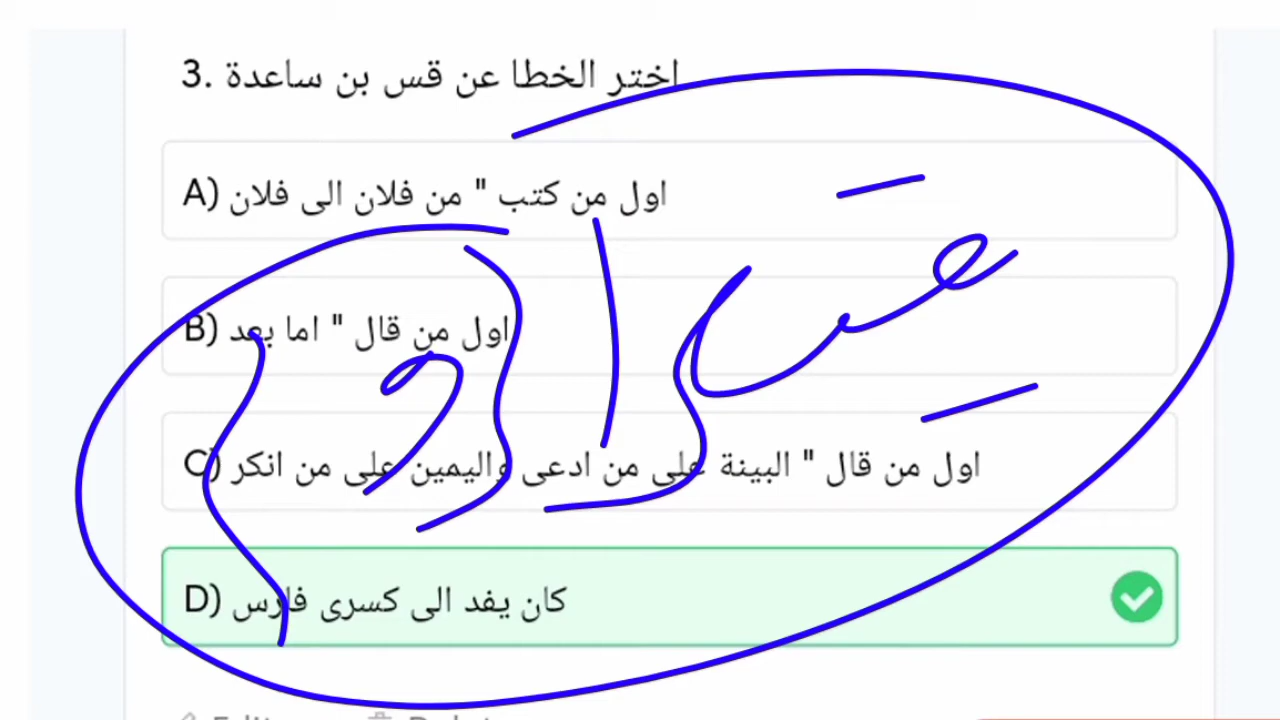 3. اختر الخطا عن قس بن ساعدة
A) اول من كتب " من فلان الى فلان
B) اول من قال " اما بعد
C) اول من قال " البينة على من ادعى واليمين على من انكر
D) كان يفد الى كسرى فارس